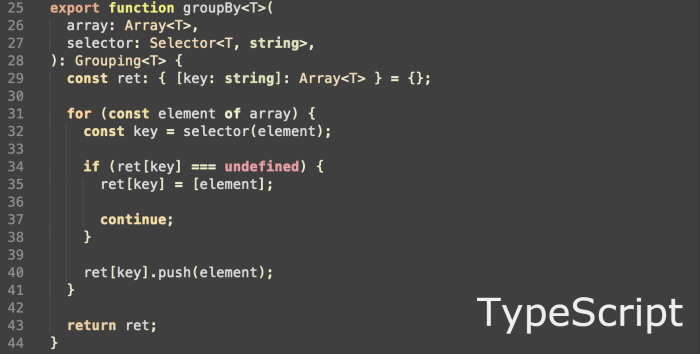 25 export function groupBy<T>(
26   array: Array<T>,
27   selector: Selector<T, string>,
28 ): Grouping<T> {
29   const ret: { [key: string]: Array<T> } = {};
30
31   for (const element of array) {
32     const key = selector(element);
33
34     if (ret[key] === undefined) {
35       ret[key] = [element];
36
37       continue;
38     }
39
40     ret[key].push(element);
41   }
42
43   return ret;
44 }
TypeScript